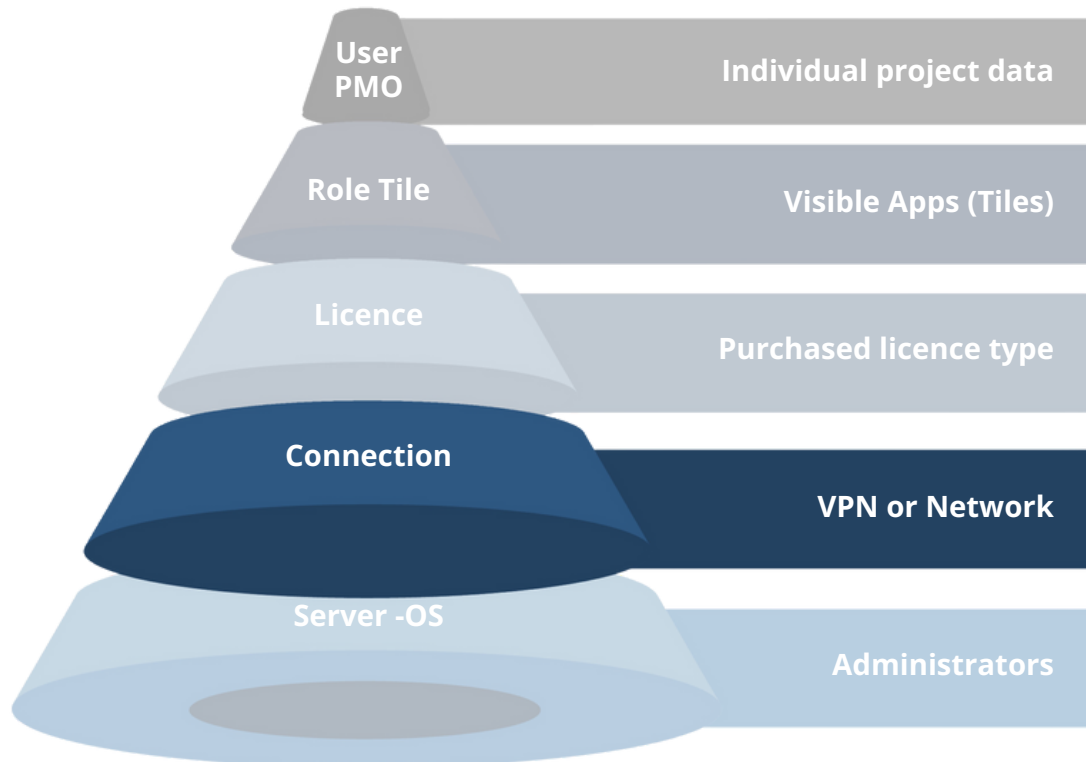 User
PMO
Individual project data
Role Tile
Visible Apps (Tiles)
Licence
Purchased licence type
Connection
VPN or Network
Server -OS
Administrators